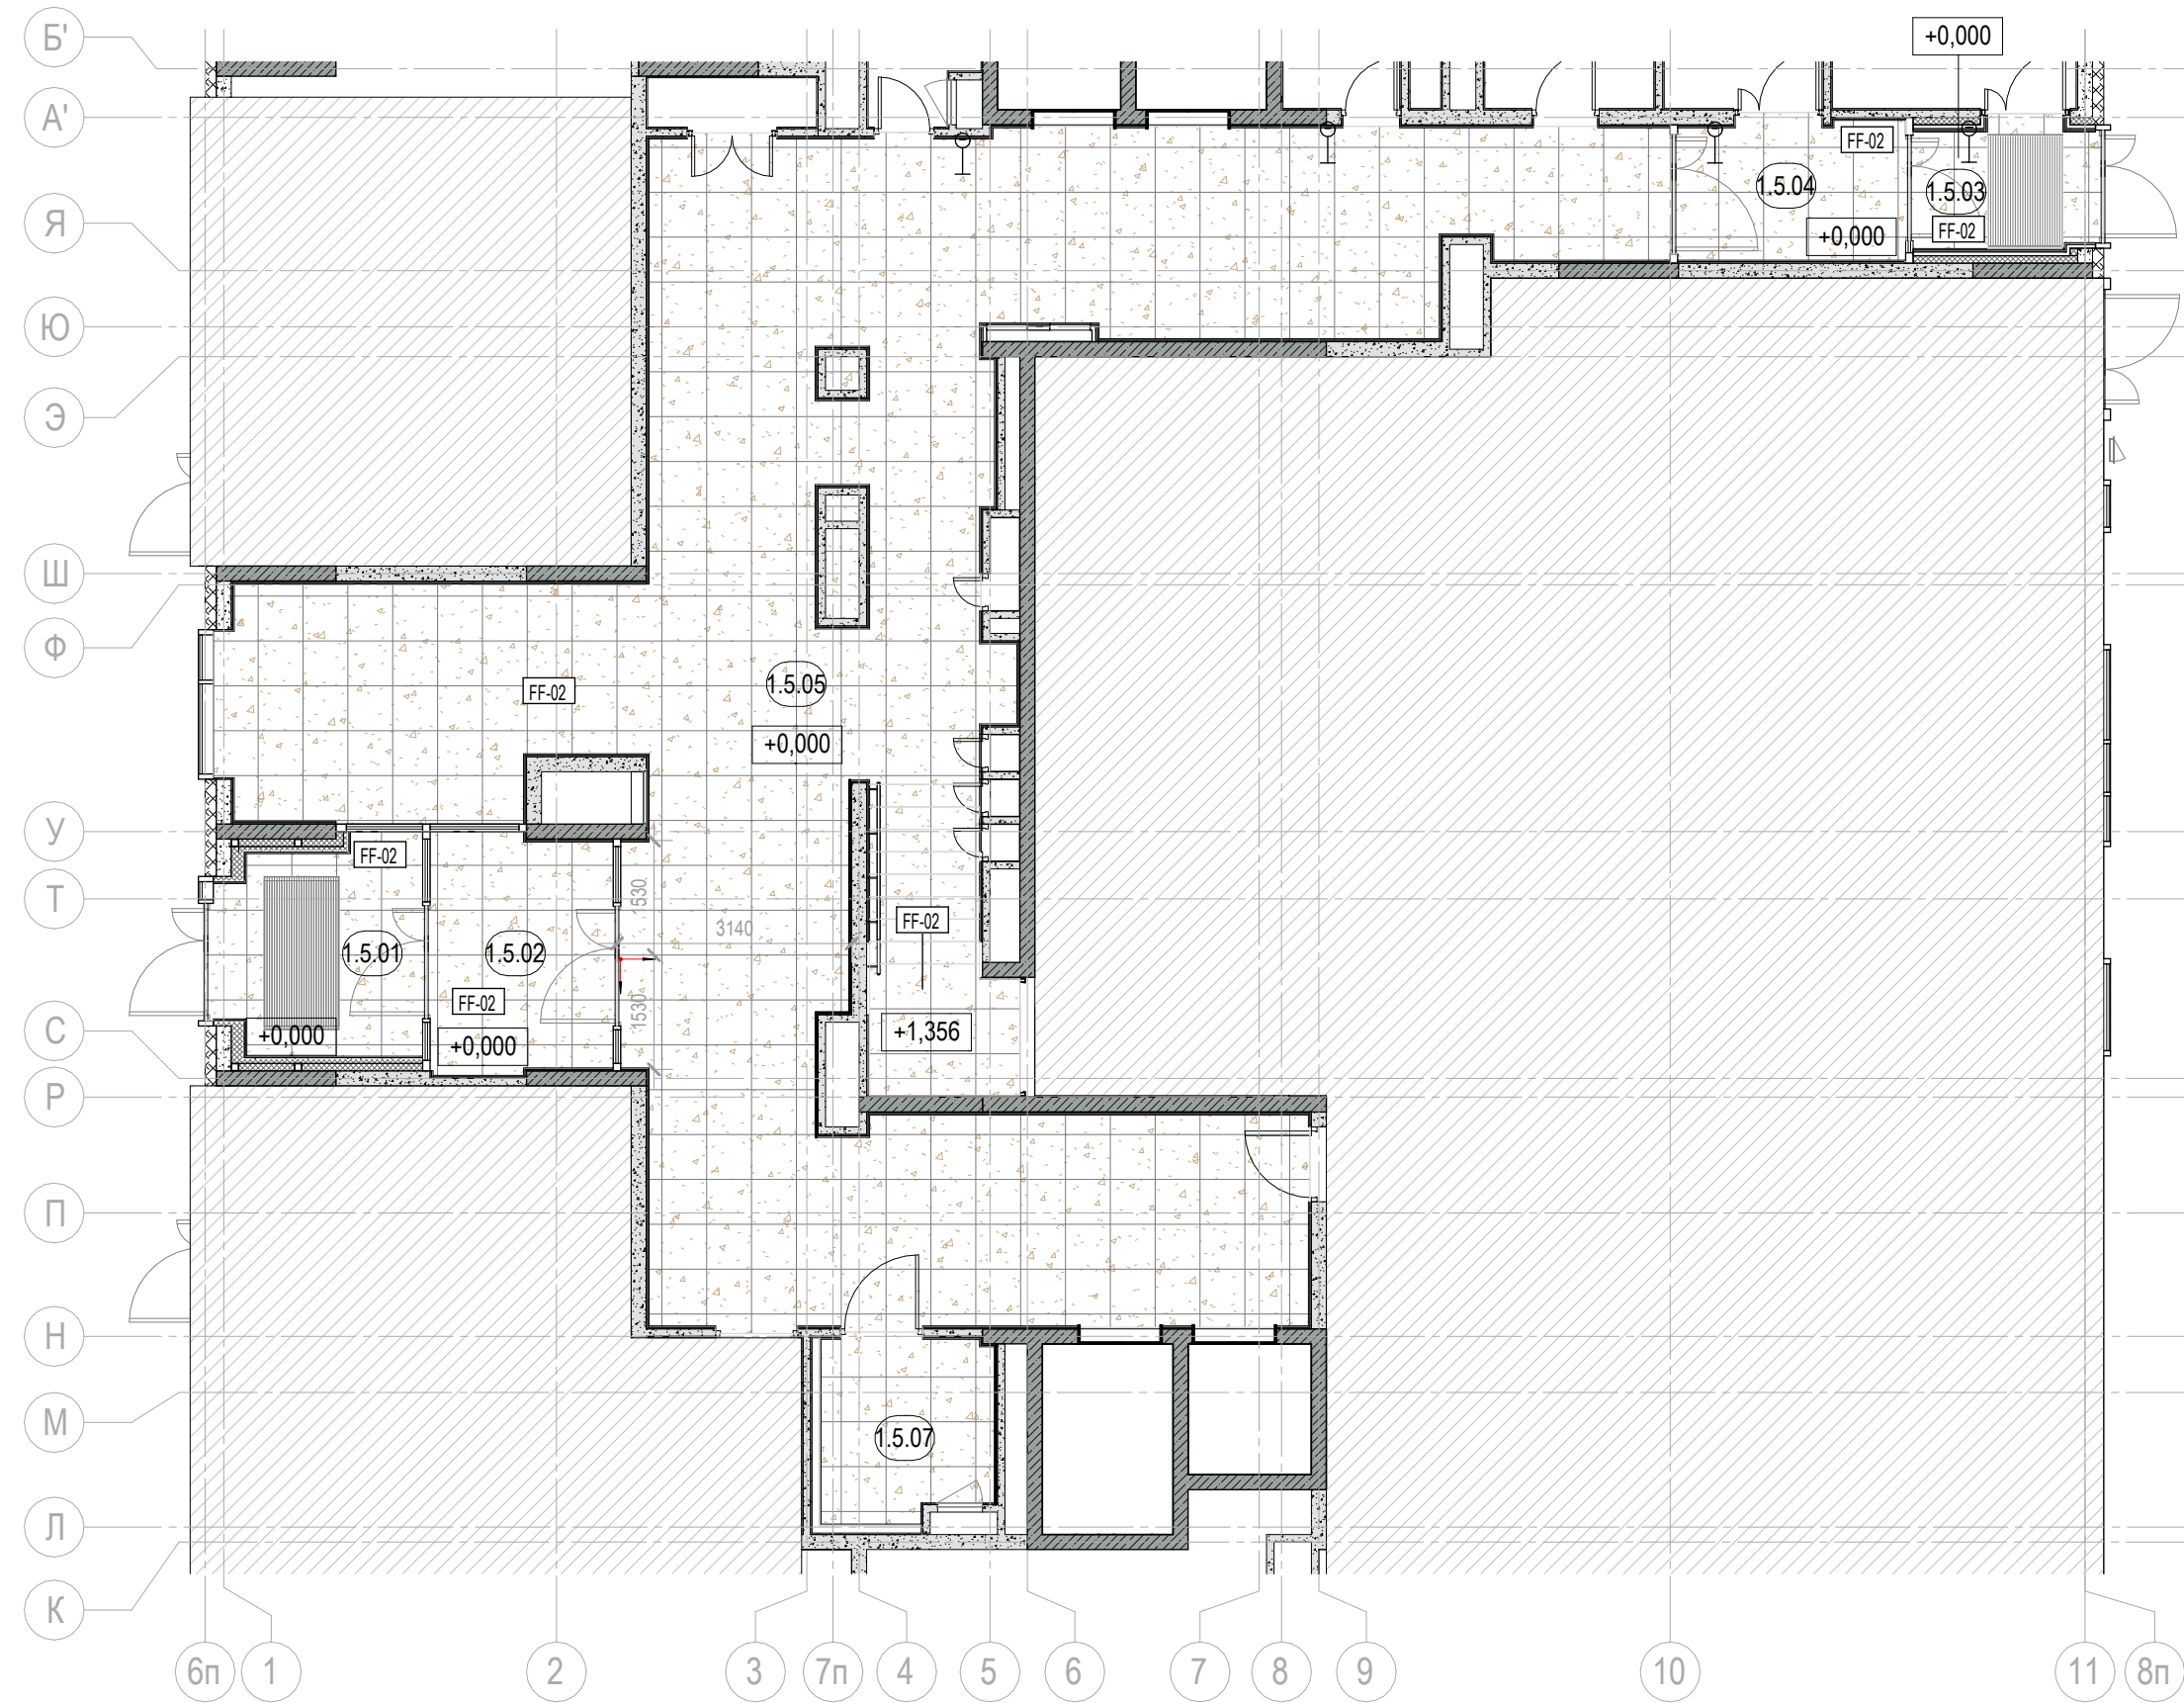 Б'
+0,000
А'
FF-02
1.5.04
1.5.03
Я
+0,000
FF-02
Ю
Э
Ш
Ф
1.5.05
FF-02
+0,000
У
FF-02
Т
1530
3140
FF-02
1.5.01
1.5.02
FF-02
1530
С
+0,000
+0,000
+1,356
Р
П
Н
М
1.5.07
Л
К
6п 1 2 3 7п 4 5 6 7 8 9 10 11 8п